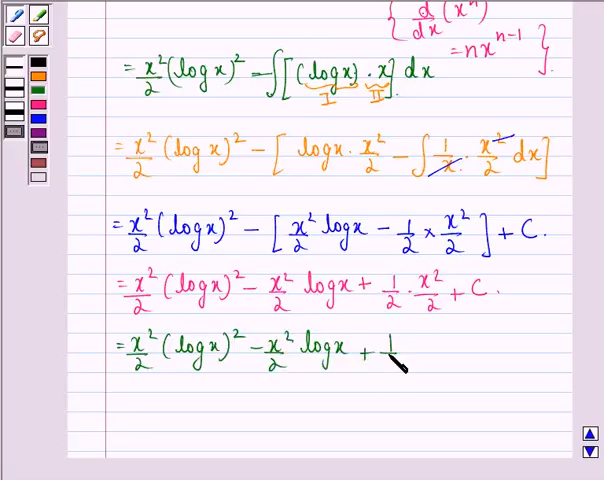 { d/dx (xⁿ)
= nxⁿ⁻¹ }.
= x²/2 (log x)² - ∫[(log x) . x] dx
I II
= x²/2 (log x)² - [ log x . x²/2 - ∫ 1/x . x²/2 dx]
= x²/2 (log x)² - [ x²/2 log x - 1/2 × x²/2 ] + C.
= x²/2 (log x)² - x²/2 log x + 1/2 . x²/2 + C.
= x²/2 (log x)² - x²/2 log x + 1